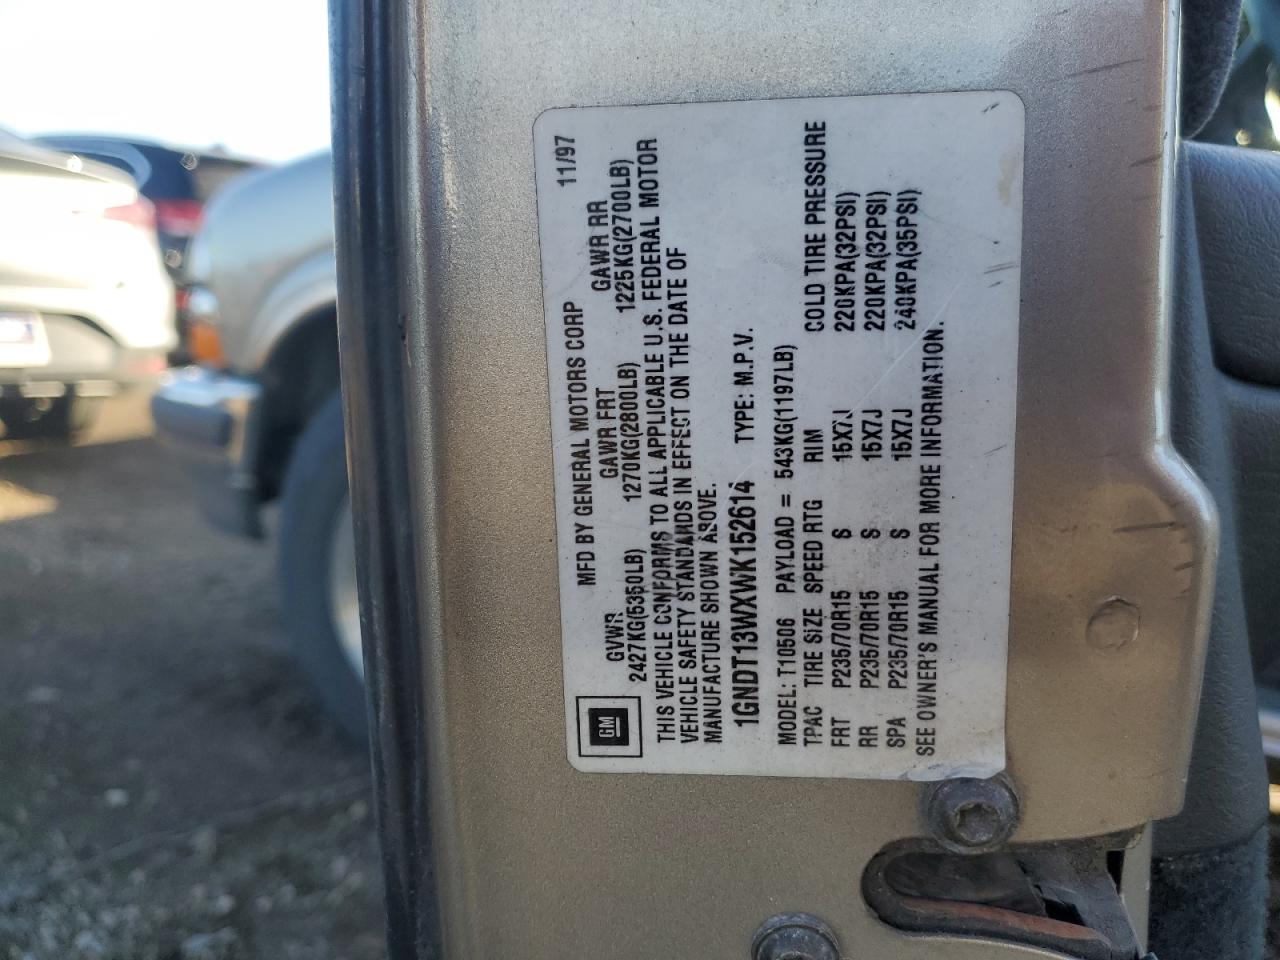 MFD BY GENERAL MOTORS CORP 11/97
GVWR GAWR FRT GAWR RR
2427KG(5350LB) 1270KG(2800LB) 1225KG(2700LB)
THIS VEHICLE CONFORMS TO ALL APPLICABLE U.S. FEDERAL MOTOR
VEHICLE SAFETY STANDARDS IN EFFECT ON THE DATE OF
MANUFACTURE SHOWN ABOVE.
1GNDT13WXWK152614 TYPE: M.P.V.
MODEL: T10506 PAYLOAD = 543KG(1197LB)
TPAC TIRE SIZE SPEED RTG RIM COLD TIRE PRESSURE
FRT P235/70R15 S 15X7J 220KPA(32PSI)
RR P235/70R15 S 15X7J 220KPA(32PSI)
SPA P235/70R15 S 15X7J 240KPA(35PSI)
SEE OWNER'S MANUAL FOR MORE INFORMATION.
GM